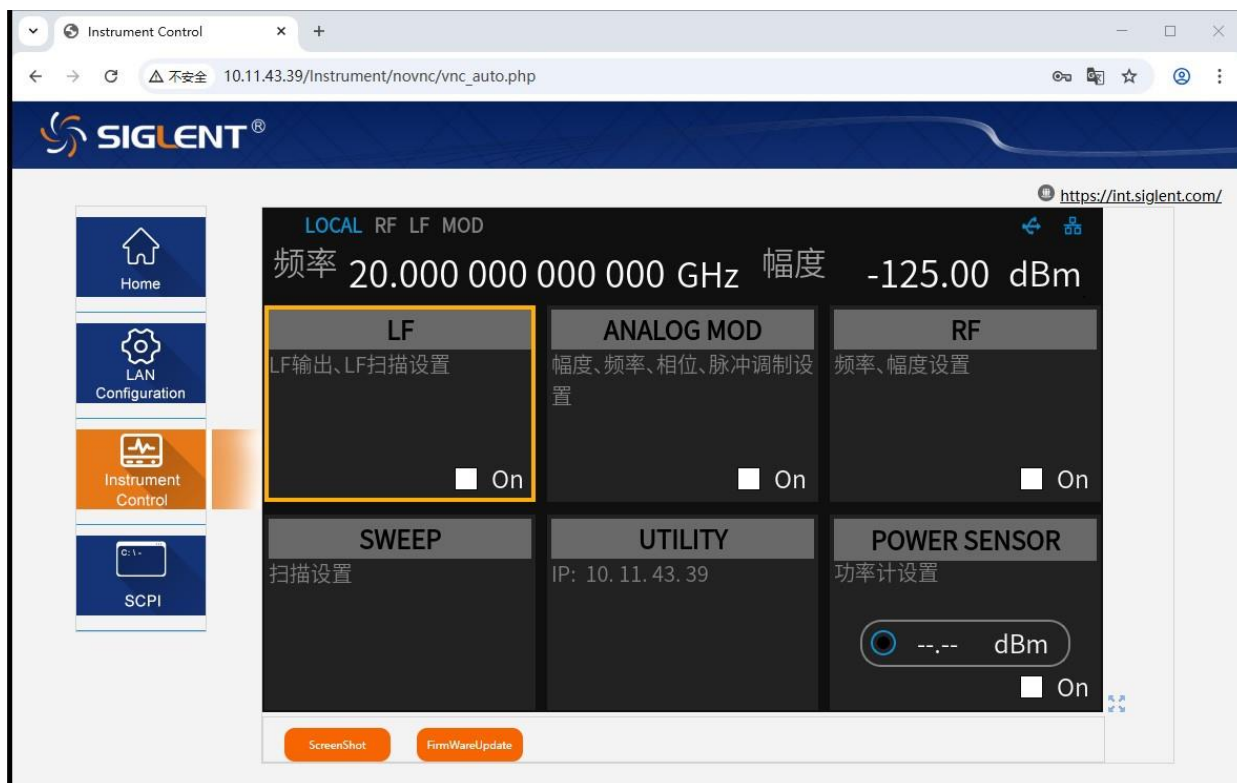 Instrument Control
不安全 10.11.43.39/Instrument/novnc/vnc_auto.php
SIGLENT®
https://int.siglent.com/
Home
LAN
Configuration
Instrument
Control
C:\-
SCPI
LOCAL RF LF MOD
频率 20.000 000 000 000 GHz 幅度 -125.00 dBm
LF
LF输出、LF扫描设置
On
ANALOG MOD
幅度、频率、相位、脉冲调制设
置
On
RF
频率、幅度设置
On
SWEEP
扫描设置
UTILITY
IP: 10. 11. 43. 39
POWER SENSOR
功率计设置
--.-- dBm
On
ScreenShot FirmWareUpdate